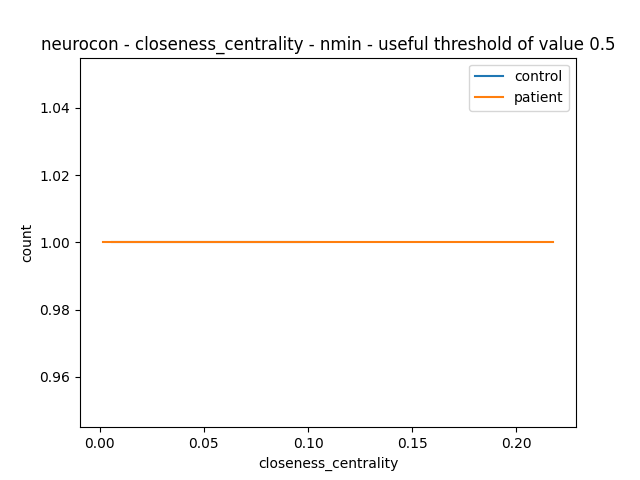 neurocon - closeness_centrality - nmin - useful threshold of value 0.5
control
patient
1.04
1.02
1.00
0.98
0.96
count
0.00 0.05 0.10 0.15 0.20
closeness_centrality